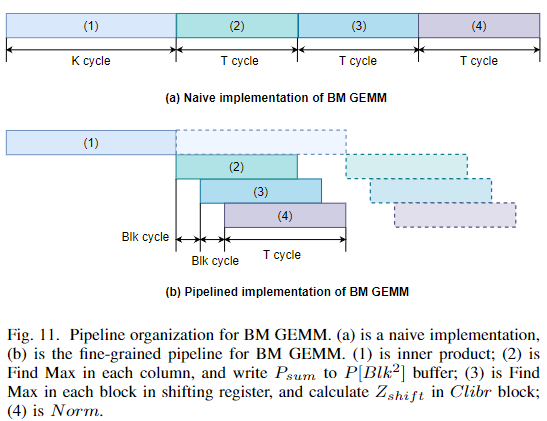 (1) (2) (3) (4)
K cycle T cycle T cycle T cycle
(a) Naive implementation of BM GEMM
(1)
(2)
(3)
(4)
Blk cycle
Blk cycle T cycle
(b) Pipelined implementation of BM GEMM
Fig. 11. Pipeline organization for BM GEMM. (a) is a naive implementation,
(b) is the fine-grained pipeline for BM GEMM. (1) is inner product; (2) is
Find Max in each column, and write P_sum to P[Blk²] buffer; (3) is Find
Max in each block in shifting register, and calculate Z_shift in Clibr block;
(4) is Norm.